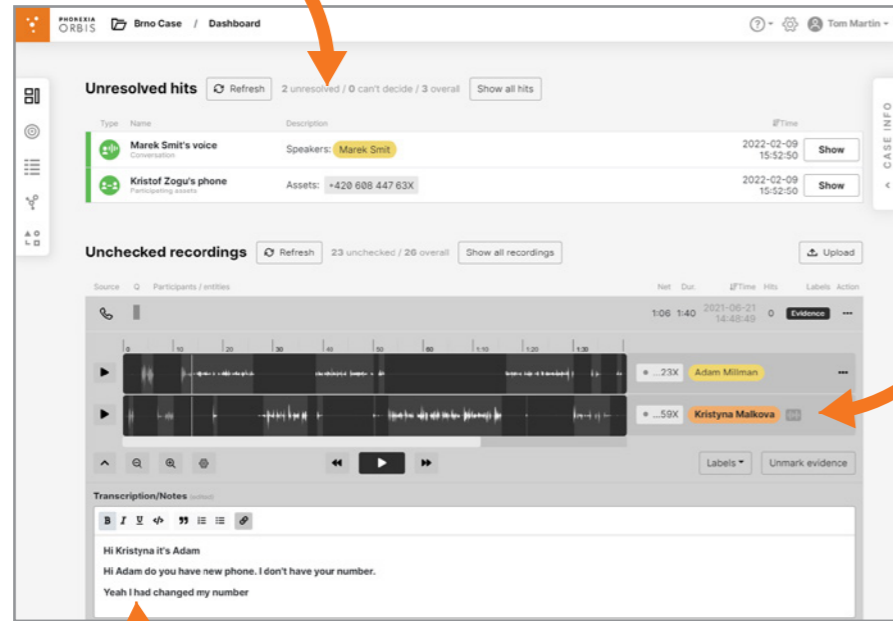 PHONEXIA
ORBIS
Brno Case / Dashboard
Tom Martin
Unresolved hits Refresh 2 unresolved / 0 can't decide / 3 overall Show all hits
Type Name Description Time
Marek Smit's voice Speakers: Marek Smit 2022-02-09 Show
Conversation 15:52:50
Kristof Zogu's phone Assets: +420 608 447 63X 2022-02-09 Show
Participating assets 15:52:50
CASE INFO
Unchecked recordings Refresh 23 unchecked / 26 overall Show all recordings Upload
Source Q Participants / entities Net Dur. Time Hits Labels Action
1:06 1:40 2021-06-21 0 Evidence
14:48:49
0 10 20 30 40 50 60 1:10 1:20 1:30
...23X Adam Millman
...59X Kristyna Malkova
Labels Unmark evidence
Transcription/Notes
B I U </>
Hi Kristyna it's Adam
Hi Adam do you have new phone. I don't have your number.
Yeah I had changed my number